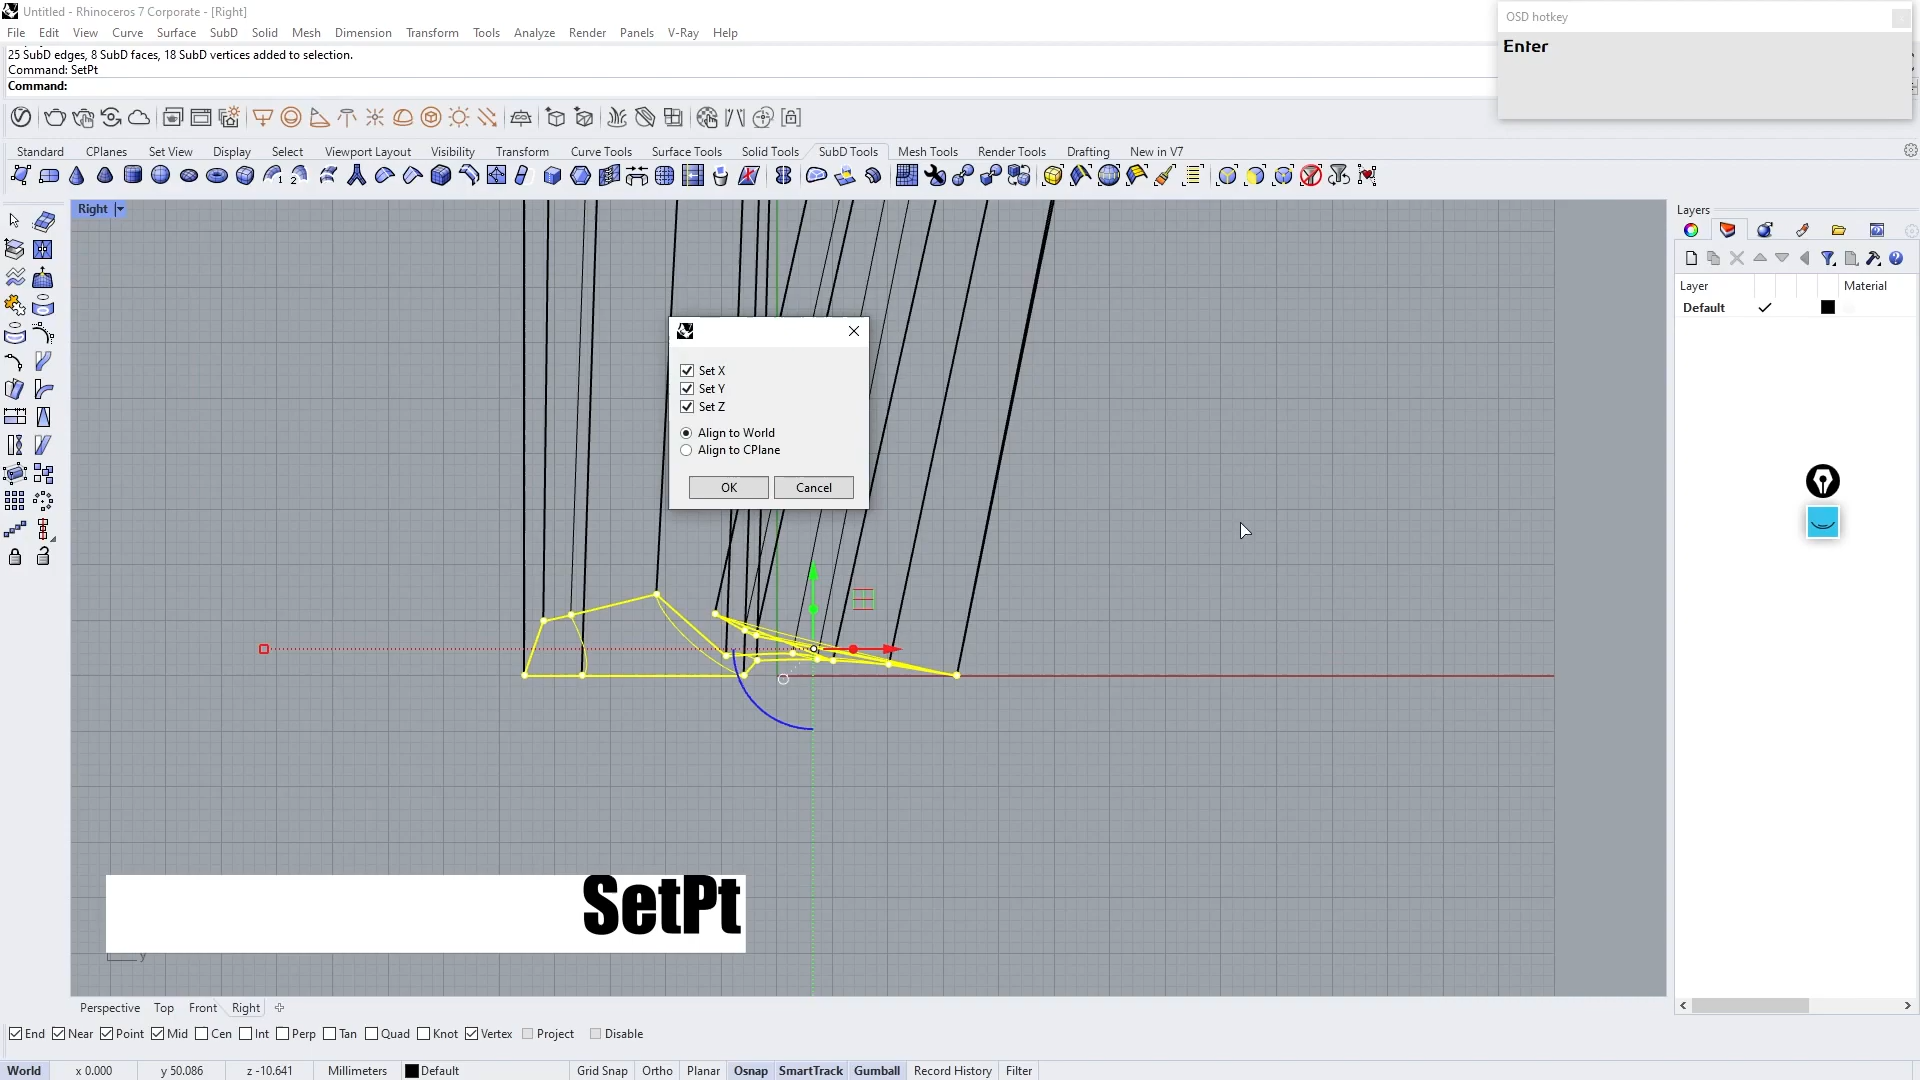 Untitled - Rhinoceros 7 Corporate - [Right]
OSD hotkey
File Edit View Curve Surface SubD Solid Mesh Dimension Transform Tools Analyze Render Panels V-Ray Help
Enter
25 SubD edges, 8 SubD faces, 18 SubD vertices added to selection.
Command: SetPt
Command:
Standard CPlanes Set View Display Select Viewport Layout Visibility Transform Curve Tools Surface Tools Solid Tools SubD Tools Mesh Tools Render Tools Drafting New in V7
Right
Layers
Layer Material
Default
Set X
Set Y
Set Z
Align to World
Align to CPlane
OK Cancel
SetPt
y
Perspective Top Front Right
End Near Point Mid Cen Int Perp Tan Quad Knot Vertex Project Disable
World x 0.000 y 50.086 z -10.641 Millimeters Default Grid Snap Ortho Planar Osnap SmartTrack Gumball Record History Filter